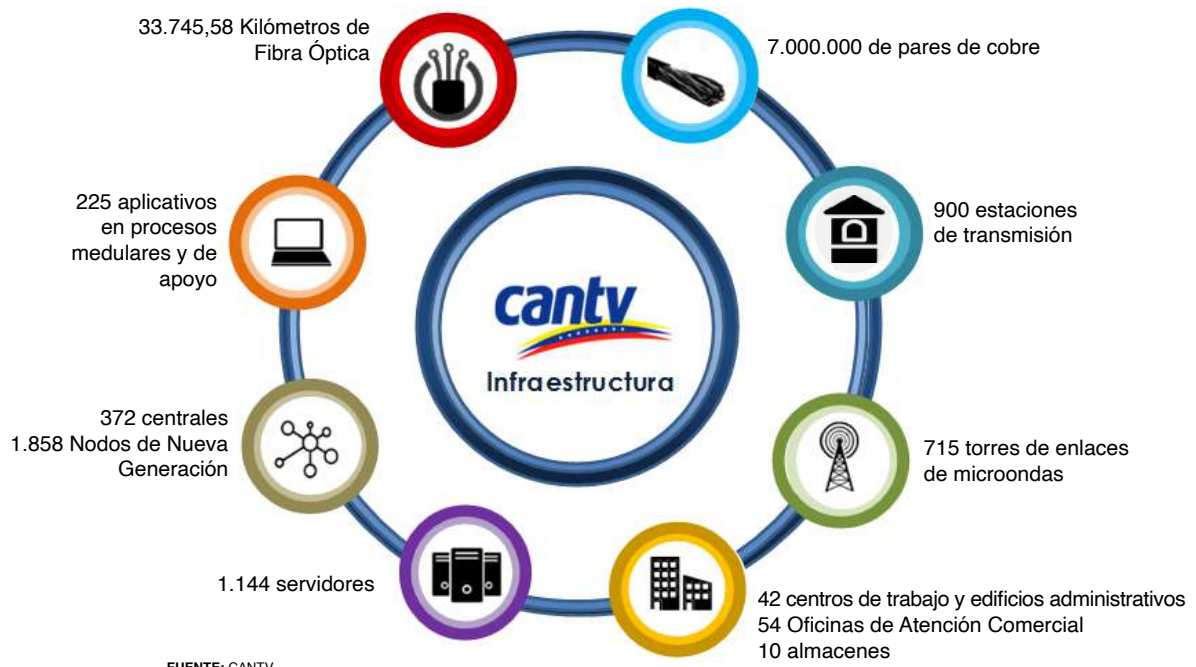 33.745,58 Kilómetros de
Fibra Óptica
7.000.000 de pares de cobre
225 aplicativos
en procesos
medulares y de
apoyo
900 estaciones
de transmisión
cantv
Infraestructura
372 centrales
1.858 Nodos de Nueva
Generación
715 torres de enlaces
de microondas
1.144 servidores
42 centros de trabajo y edificios administrativos
54 Oficinas de Atención Comercial
10 almacenes
FUENTE: CANTV